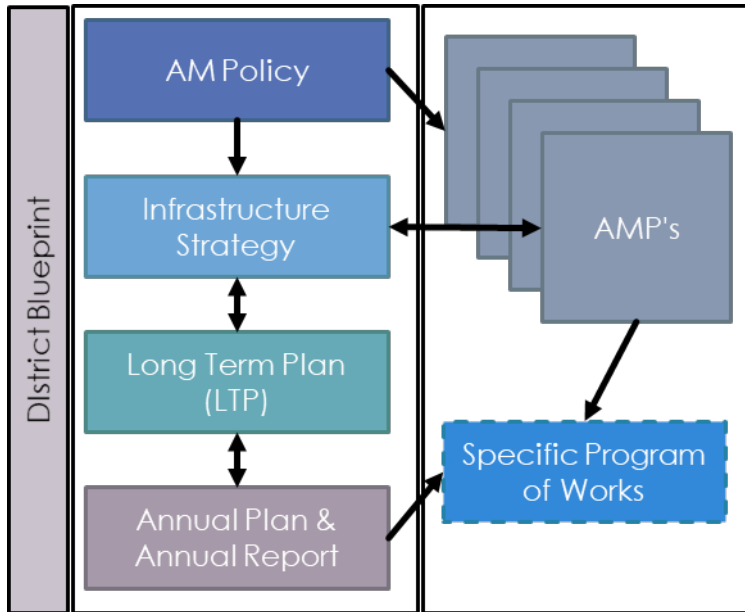 DIstrict Blueprint
AM Policy
Infrastructure
Strategy
Long Term Plan
(LTP)
Annual Plan &
Annual Report
AMP's
Specific Program
of Works